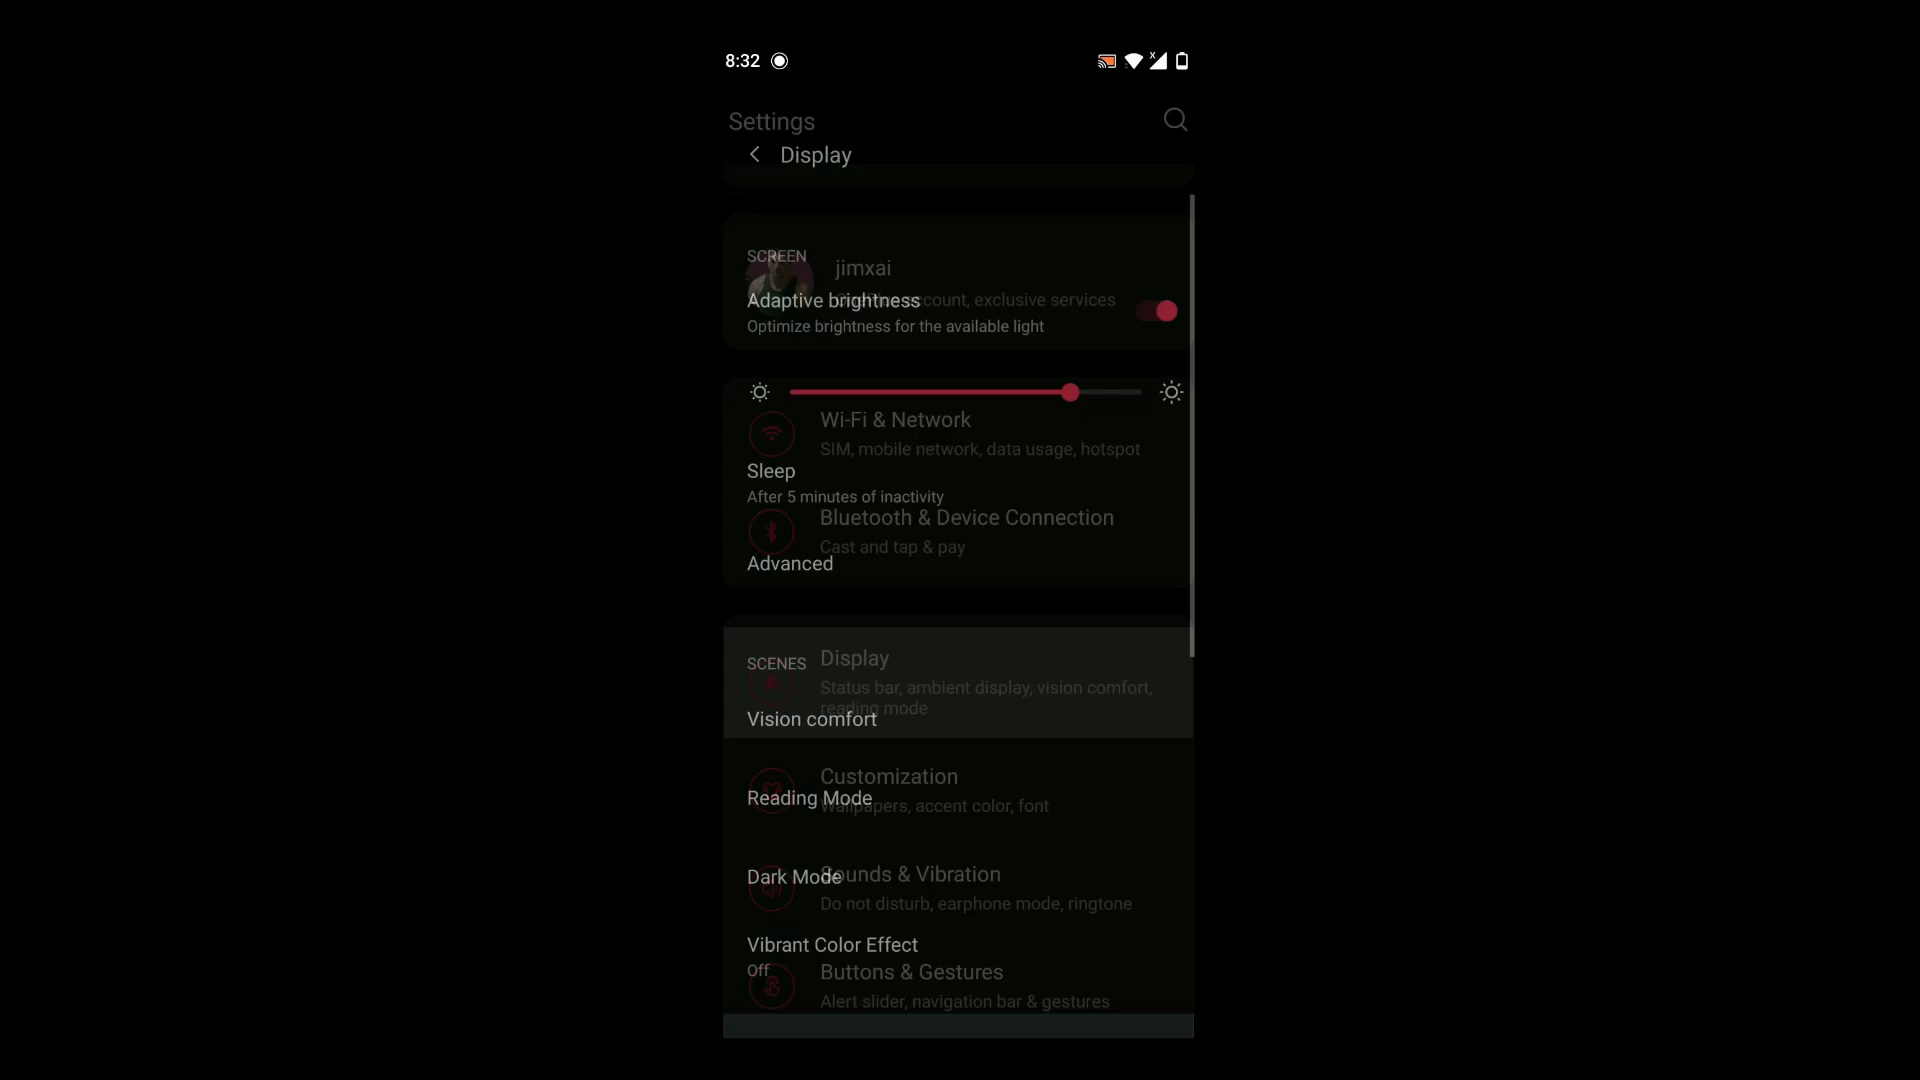 8:32
Settings
Display
SCREEN
jimxai
Adaptive brightness
account, exclusive services
Optimize brightness for the available light
Wi-Fi & Network
SIM, mobile network, data usage, hotspot
Sleep
After 5 minutes of inactivity
Bluetooth & Device Connection
Cast and tap & pay
Advanced
SCENES
Display
Status bar, ambient display, vision comfort,
reading mode
Vision comfort
Customization
Reading Mode
Wallpapers, accent color, font
Dark Mode
Sounds & Vibration
Do not disturb, earphone mode, ringtone
Vibrant Color Effect
Off
Buttons & Gestures
Alert slider, navigation bar & gestures